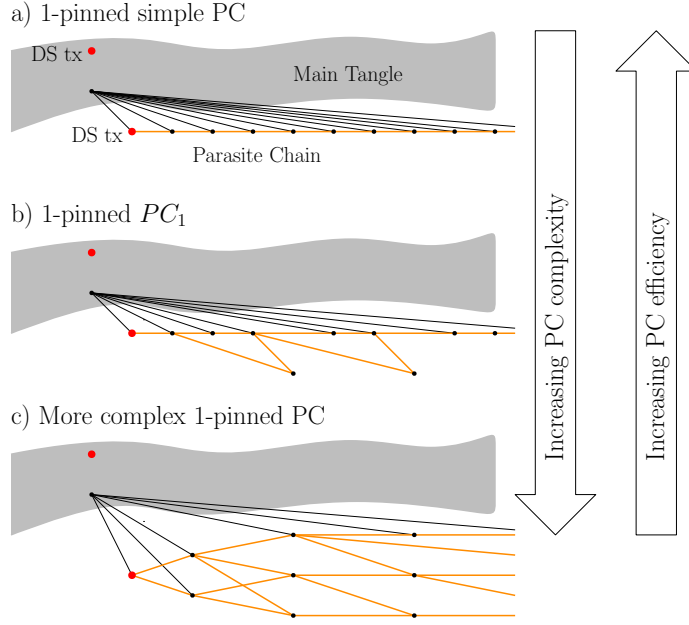 a) 1-pinned simple PC
DS tx
Main Tangle
DS tx
Parasite Chain
b) 1-pinned PC₁
c) More complex 1-pinned PC
Increasing PC complexity
Increasing PC efficiency